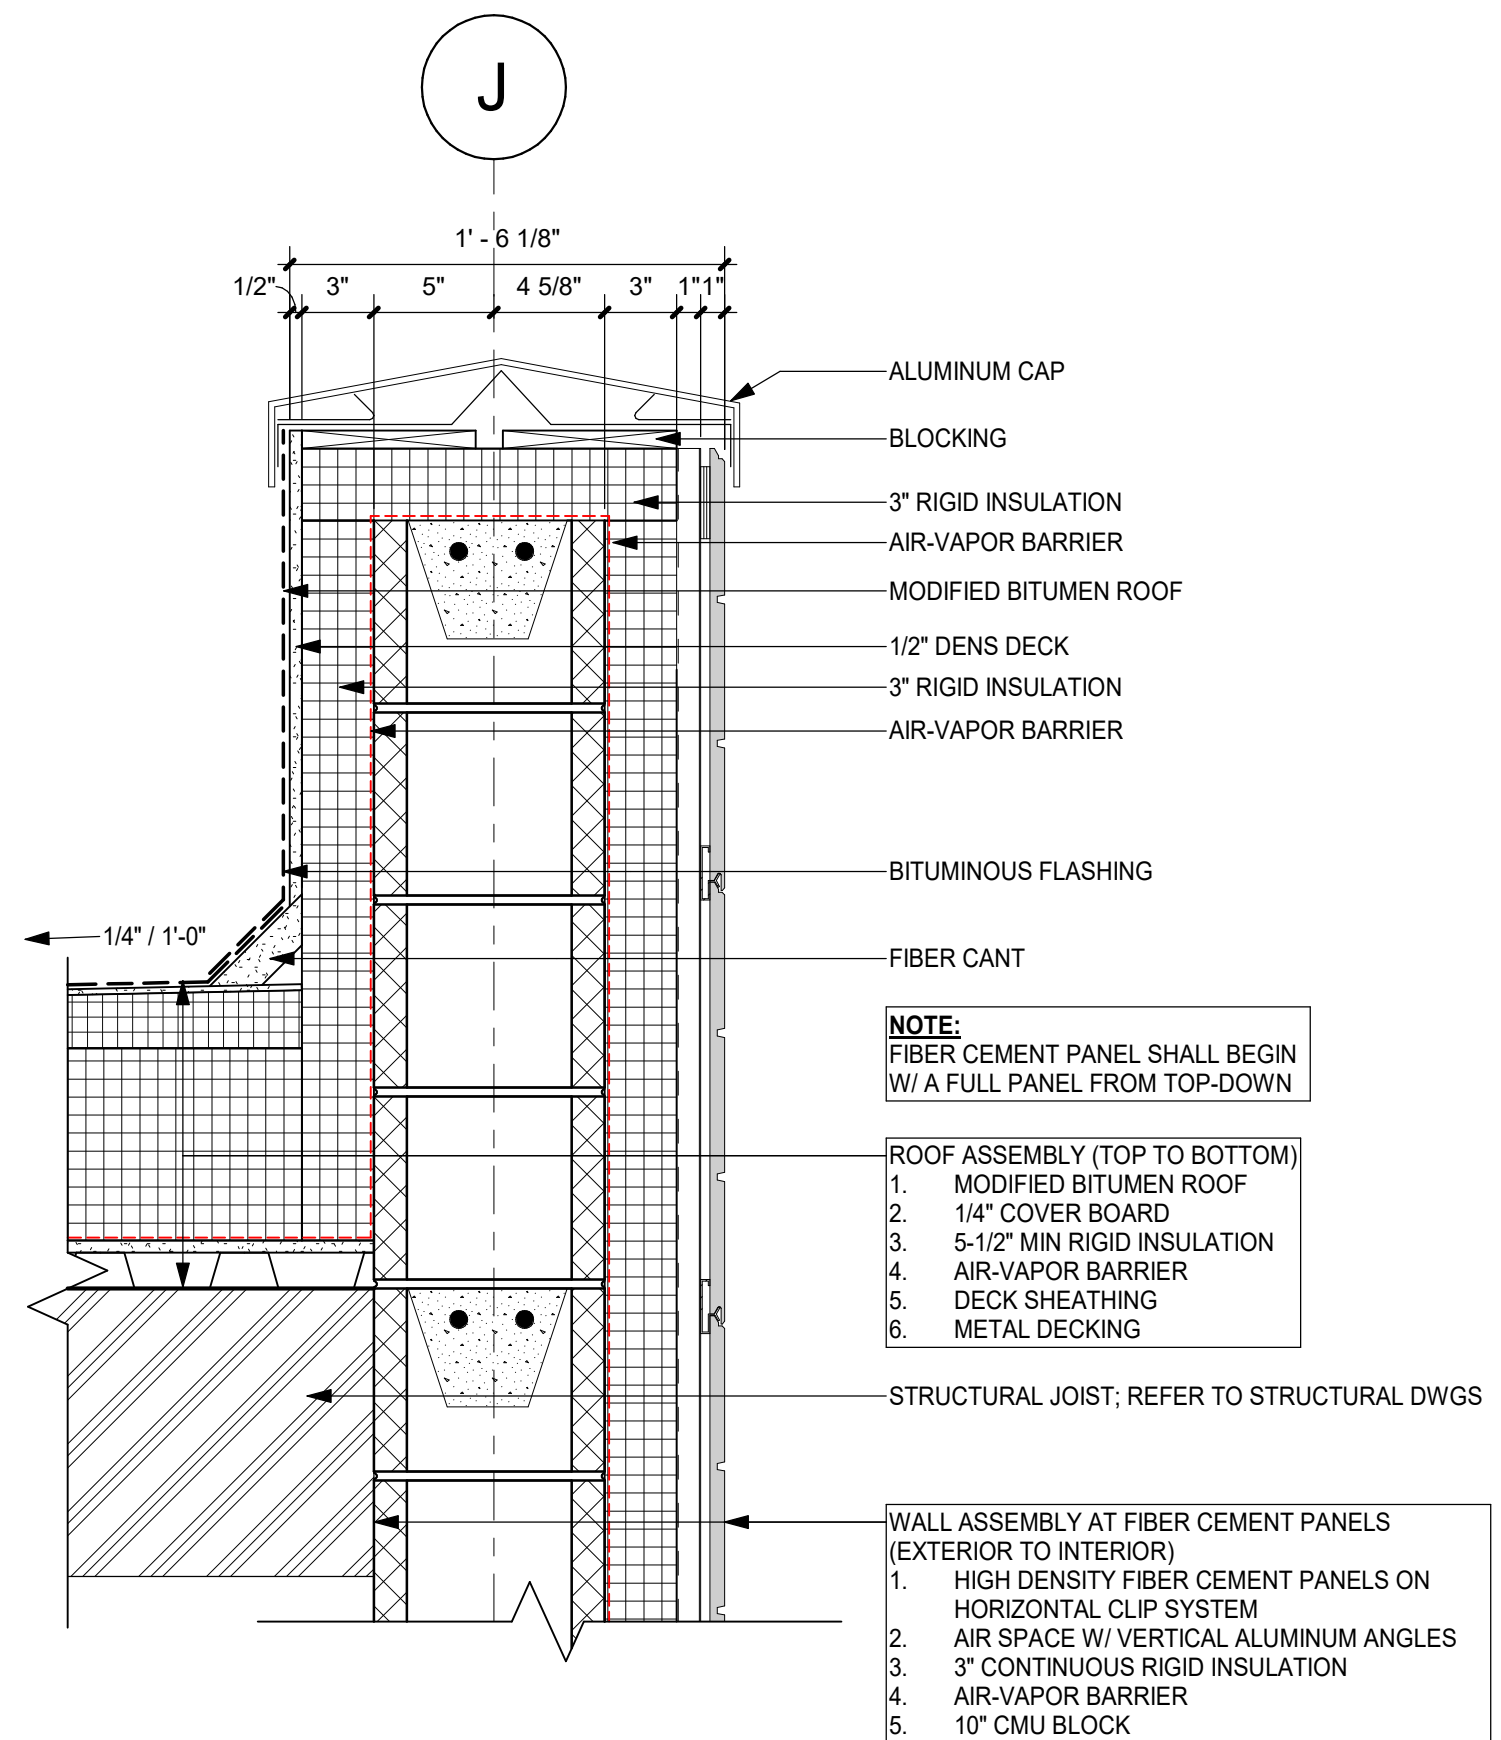 J
1' - 6 1/8"
1/2" 3" 5" 4 5/8" 3" 1" 1"
ALUMINUM CAP
BLOCKING
3" RIGID INSULATION
AIR-VAPOR BARRIER
MODIFIED BITUMEN ROOF
1/2" DENS DECK
3" RIGID INSULATION
AIR-VAPOR BARRIER
BITUMINOUS FLASHING
1/4" / 1'-0"
FIBER CANT
NOTE:
FIBER CEMENT PANEL SHALL BEGIN
W/ A FULL PANEL FROM TOP-DOWN
ROOF ASSEMBLY (TOP TO BOTTOM)
1. MODIFIED BITUMEN ROOF
2. 1/4" COVER BOARD
3. 5-1/2" MIN RIGID INSULATION
4. AIR-VAPOR BARRIER
5. DECK SHEATHING
6. METAL DECKING
STRUCTURAL JOIST; REFER TO STRUCTURAL DWGS
WALL ASSEMBLY AT FIBER CEMENT PANELS
(EXTERIOR TO INTERIOR)
1. HIGH DENSITY FIBER CEMENT PANELS ON
HORIZONTAL CLIP SYSTEM
2. AIR SPACE W/ VERTICAL ALUMINUM ANGLES
3. 3" CONTINUOUS RIGID INSULATION
4. AIR-VAPOR BARRIER
5. 10" CMU BLOCK